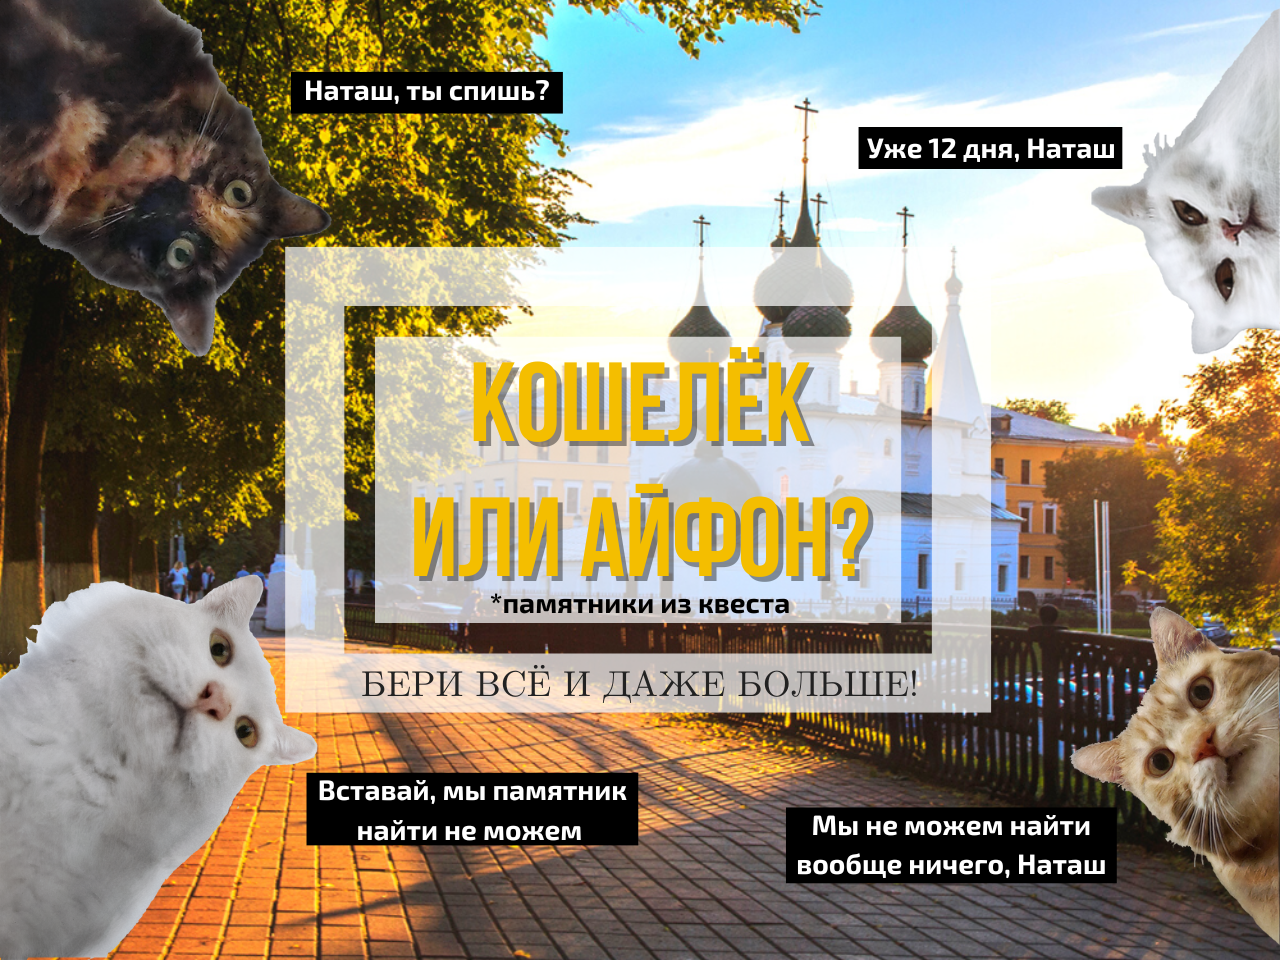 Наташ, ты спишь?
Уже 12 дня, Наташ
КОШЕЛЁК
ИЛИ АЙФОН?
*памятники из квеста
БЕРИ ВСЁ И ДАЖЕ БОЛЬШЕ!
Вставай, мы памятник
найти не можем
Мы не можем найти
вообще ничего, Наташ